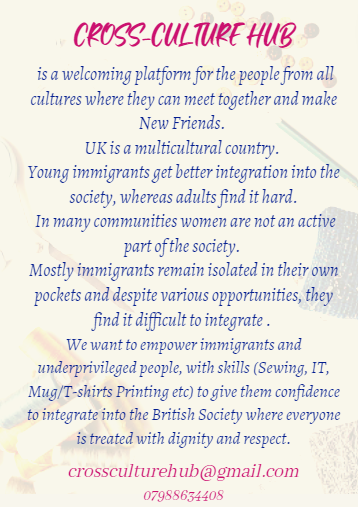 CROSS-CULTURE HUB
is a welcoming platform for the people from all
cultures where they can meet together and make
New Friends.
UK is a multicultural country.
Young immigrants get better integration into the
society, whereas adults find it hard.
In many communities women are not an active
part of the society.
Mostly immigrants remain isolated in their own
pockets and despite various opportunities, they
find it difficult to integrate .
We want to empower immigrants and
underprivileged people, with skills (Sewing, IT,
Mug/T-shirts Printing etc) to give them confidence
to integrate into the British Society where everyone
is treated with dignity and respect.
crossculturehub@gmail.com
07988634408